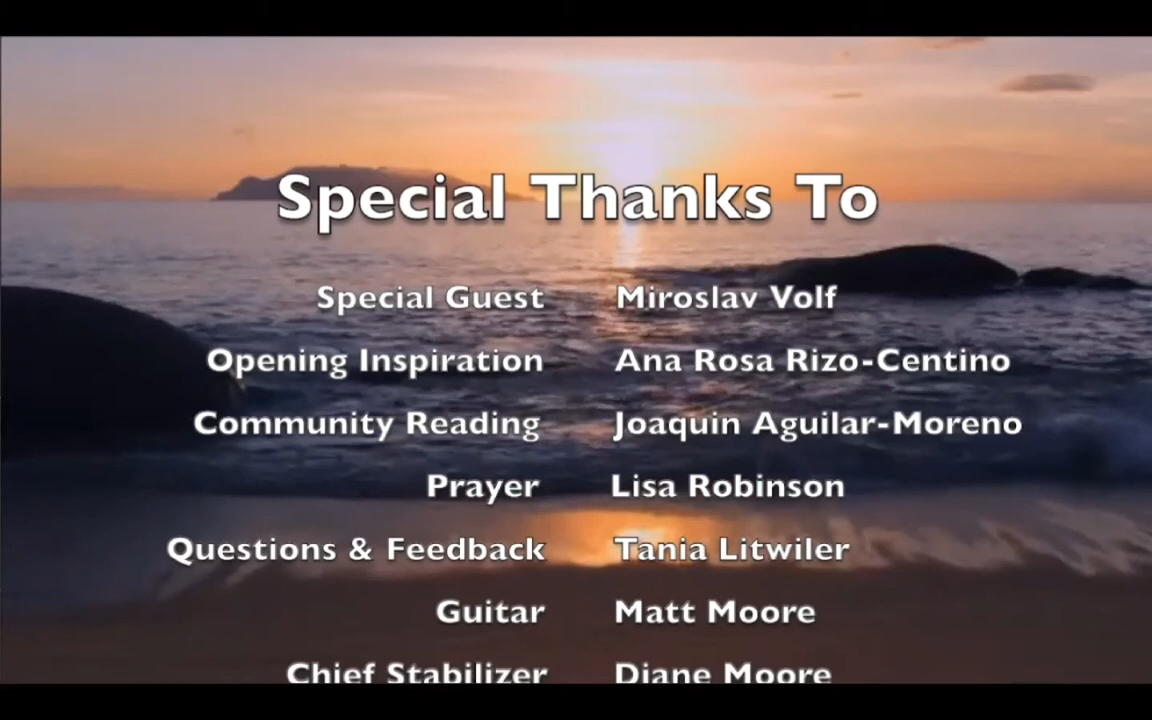 Special Thanks To
Special Guest Miroslav Volf
Opening Inspiration Ana Rosa Rizo-Centino
Community Reading Joaquin Aguilar-Moreno
Prayer Lisa Robinson
Questions & Feedback Tania Litwiler
Guitar Matt Moore
Chief Stabilizer Diane Moore